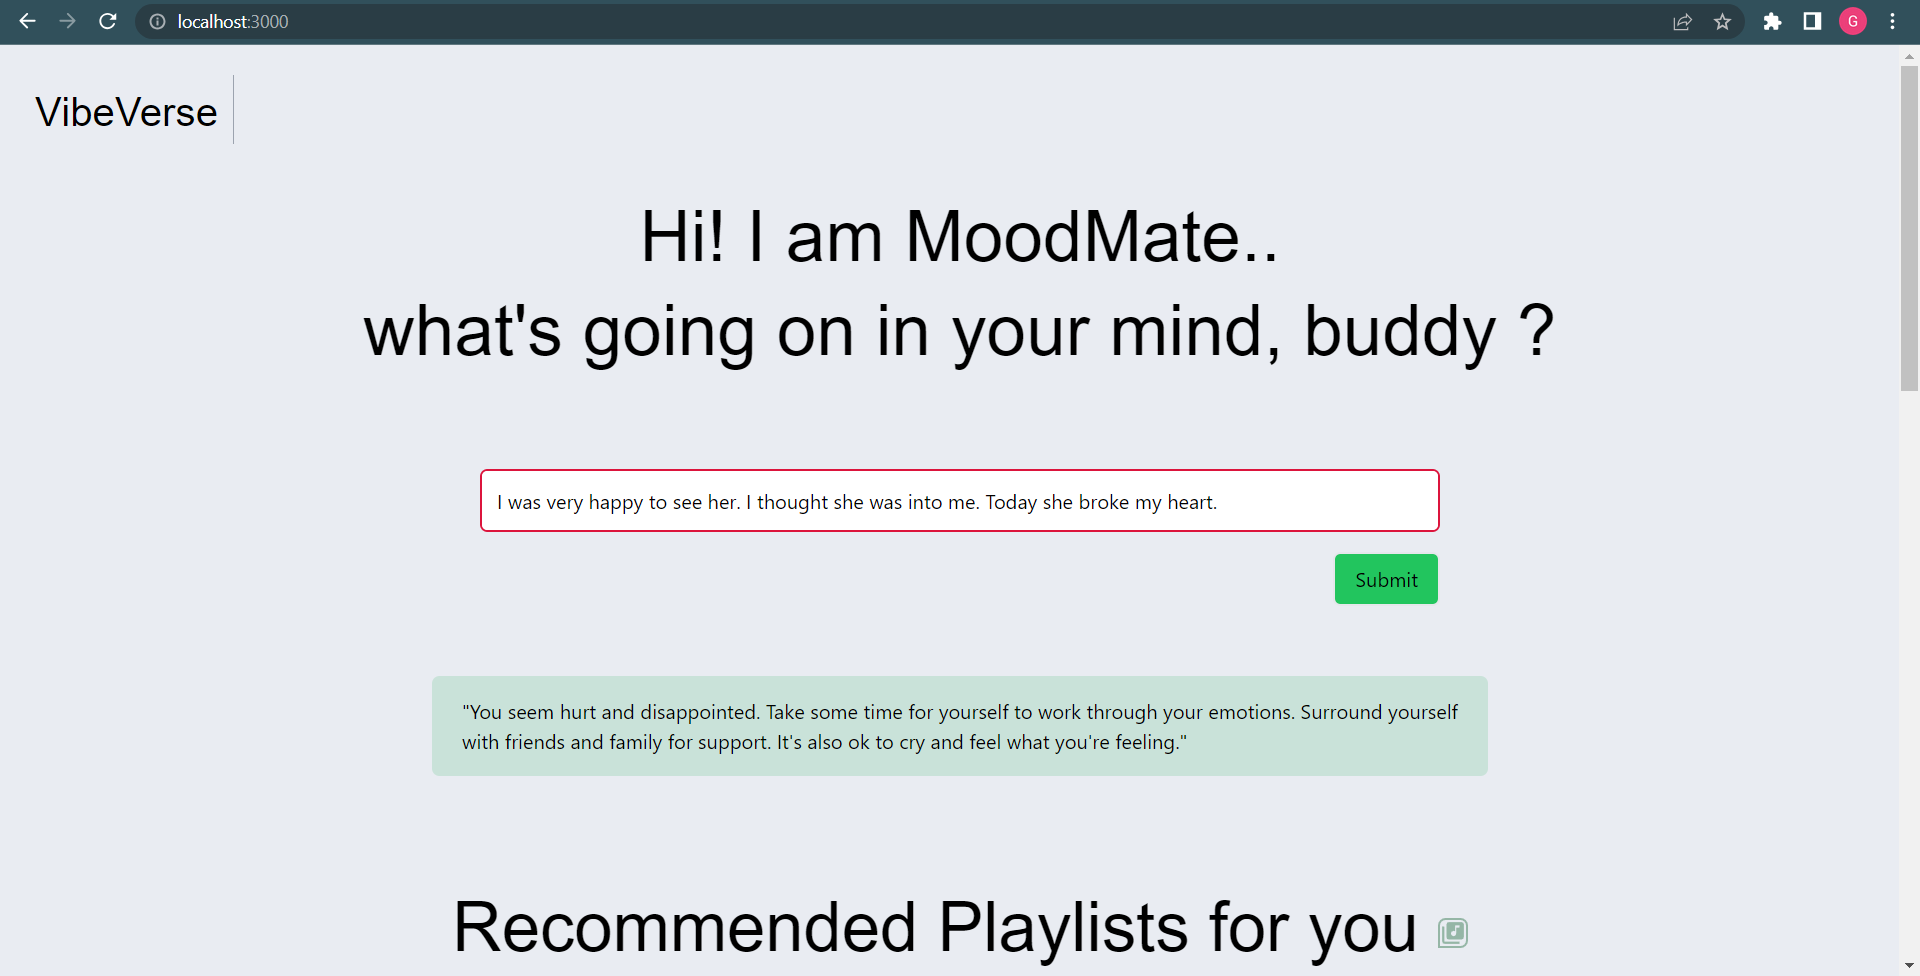 localhost:3000
G
VibeVerse
Hi! I am MoodMate..
what's going on in your mind, buddy ?
I was very happy to see her. I thought she was into me. Today she broke my heart.
Submit
"You seem hurt and disappointed. Take some time for yourself to work through your emotions. Surround yourself
with friends and family for support. It's also ok to cry and feel what you're feeling."
Recommended Playlists for you